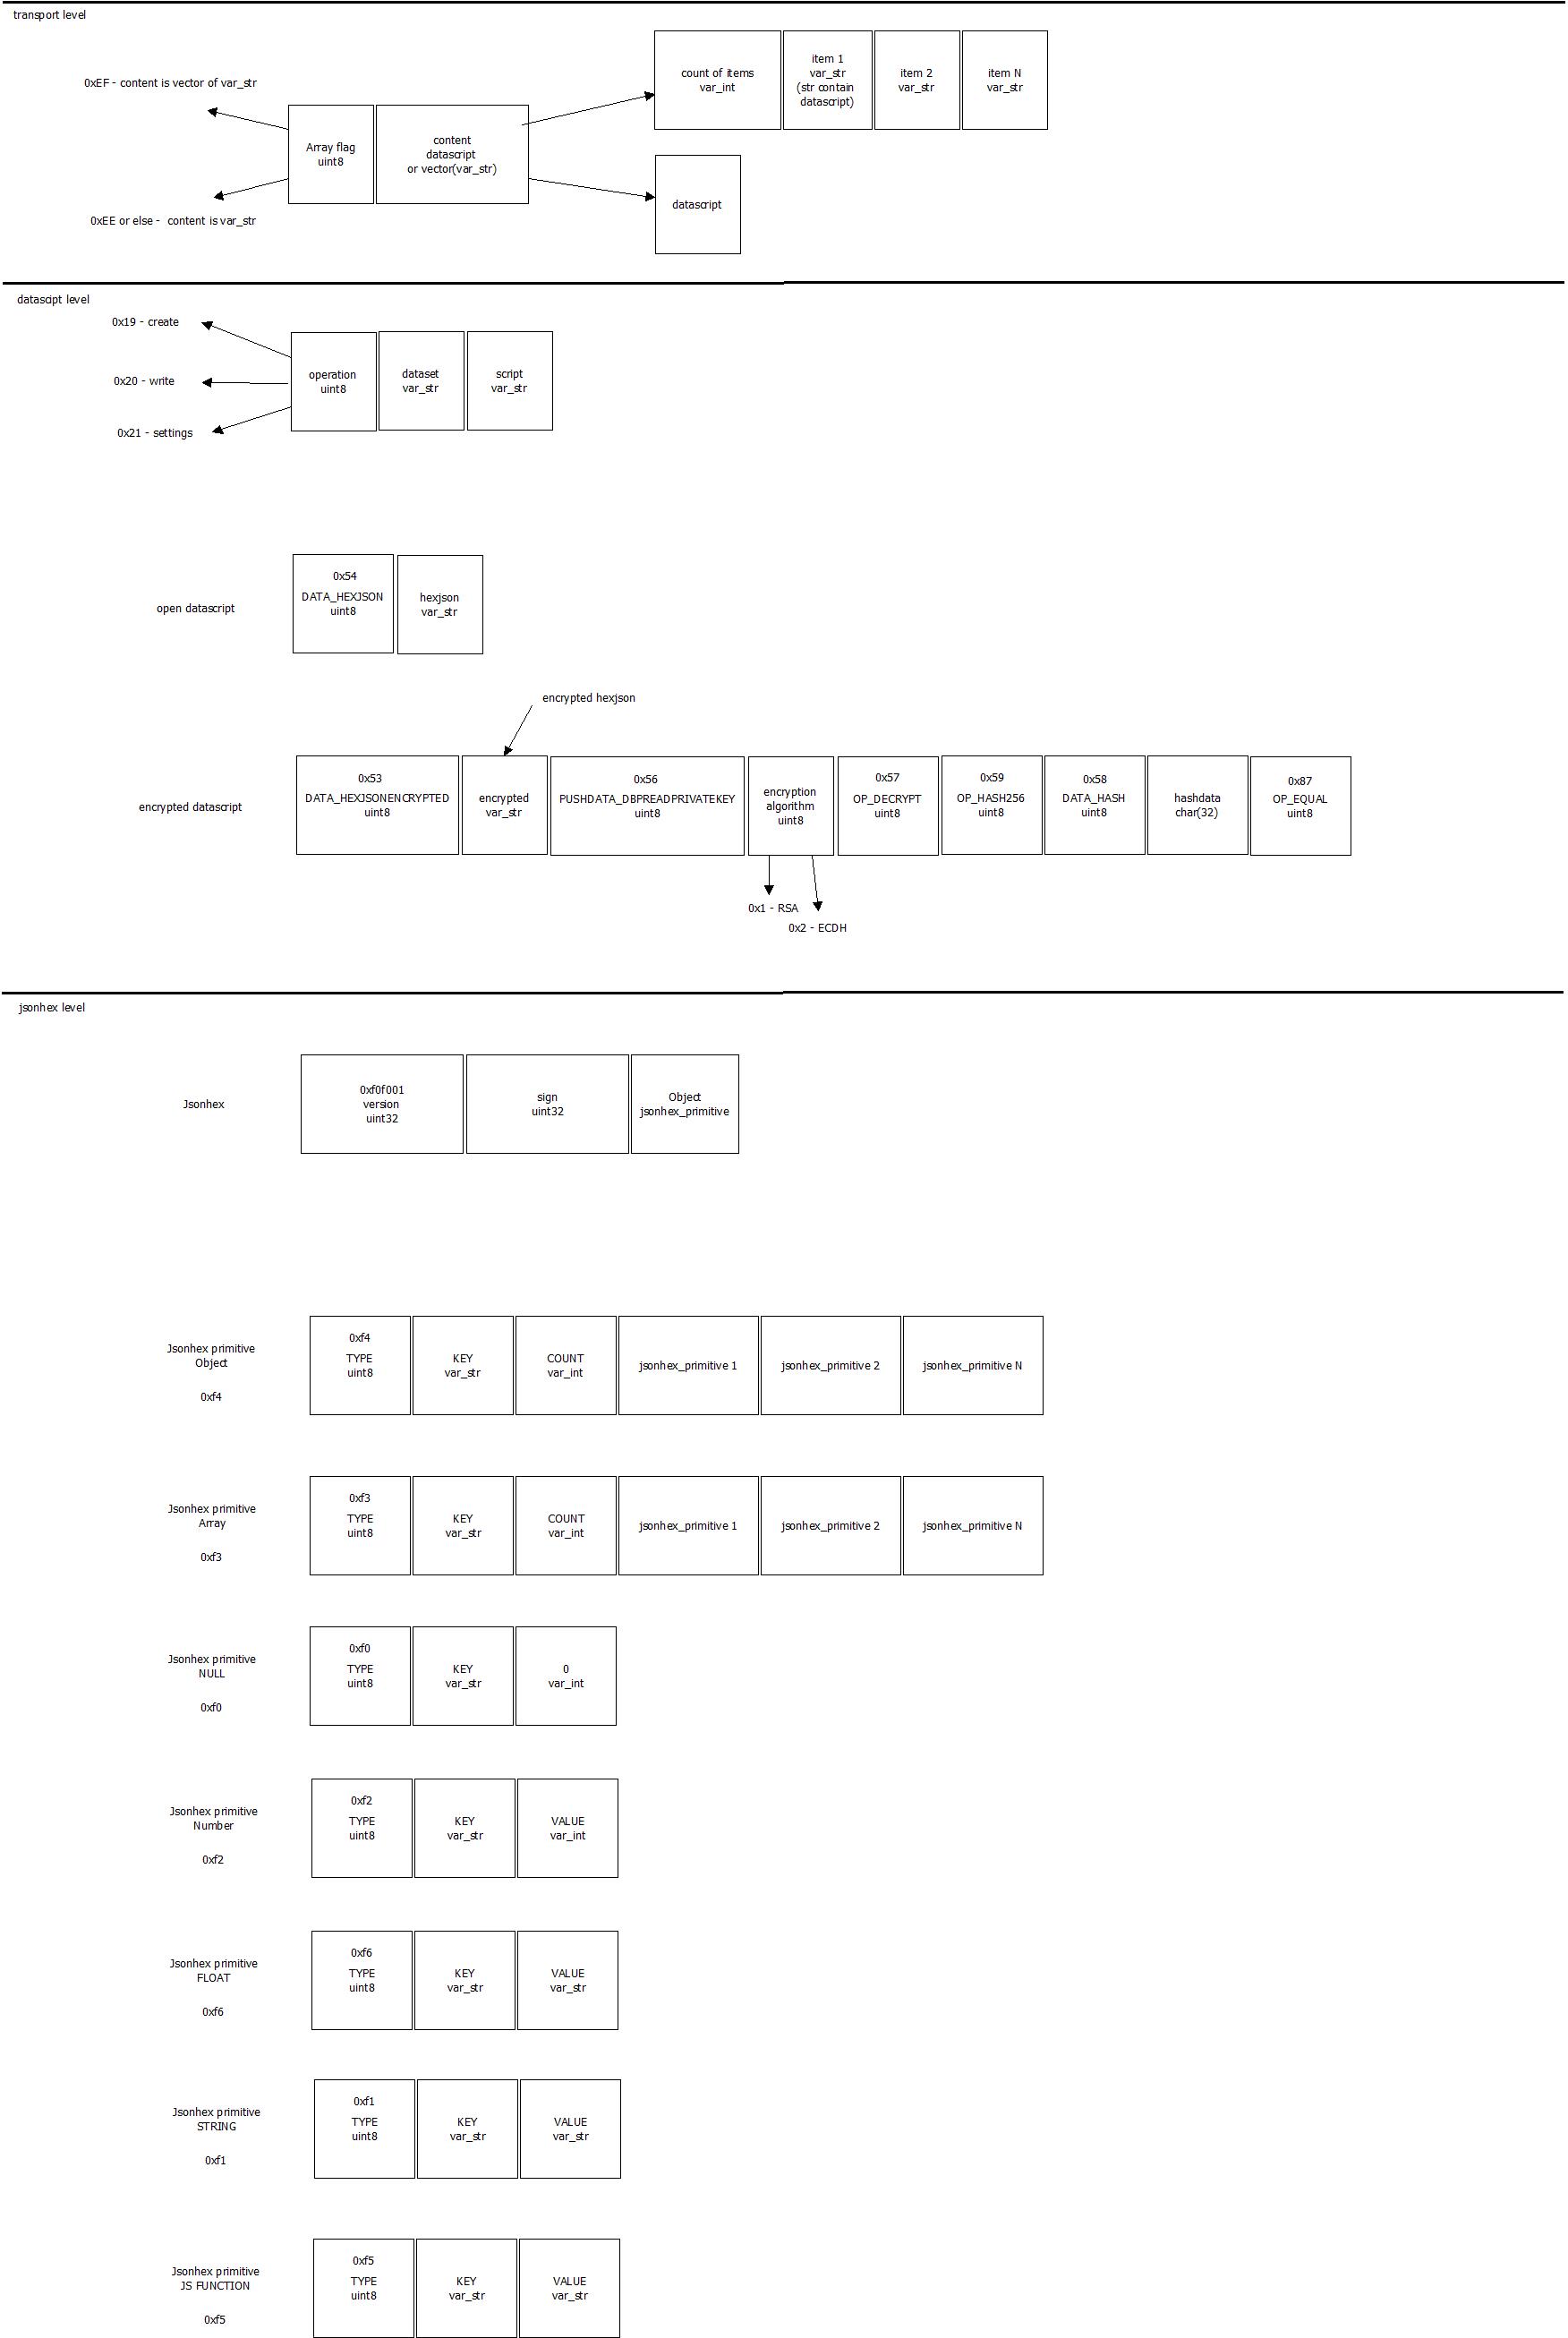 transport level
0xEF - content is vector of var_str
Array flag
uint8
content
datascript
or vector(var_str)
0xEE or else - content is var_str
count of items
var_int
item 1
var_str
(str contain
datascript)
item 2
var_str
item N
var_str
datascript
datascipt level
0x19 - create
0x20 - write
0x21 - settings
operation
uint8
dataset
var_str
script
var_str
open datascript
0x54
DATA_HEXJSON
uint8
hexjson
var_str
encrypted hexjson
encrypted datascript
0x53
DATA_HEXJSONENCRYPTED
uint8
encrypted
var_str
0x56
PUSHDATA_DBPREADPRIVATEKEY
uint8
encryption
algorithm
uint8
0x57
OP_DECRYPT
uint8
0x59
OP_HASH256
uint8
0x58
DATA_HASH
uint8
hashdata
char(32)
0x87
OP_EQUAL
uint8
0x1 - RSA
0x2 - ECDH
jsonhex level
Jsonhex
0xf0f001
version
uint32
sign
uint32
Object
jsonhex_primitive
Jsonhex primitive
Object
0xf4
0xf4
TYPE
uint8
KEY
var_str
COUNT
var_int
jsonhex_primitive 1
jsonhex_primitive 2
jsonhex_primitive N
Jsonhex primitive
Array
0xf3
0xf3
TYPE
uint8
KEY
var_str
COUNT
var_int
jsonhex_primitive 1
jsonhex_primitive 2
jsonhex_primitive N
Jsonhex primitive
NULL
0xf0
0xf0
TYPE
uint8
KEY
var_str
0
var_int
Jsonhex primitive
Number
0xf2
0xf2
TYPE
uint8
KEY
var_str
VALUE
var_int
Jsonhex primitive
FLOAT
0xf6
0xf6
TYPE
uint8
KEY
var_str
VALUE
var_str
Jsonhex primitive
STRING
0xf1
0xf1
TYPE
uint8
KEY
var_str
VALUE
var_str
Jsonhex primitive
JS FUNCTION
0xf5
0xf5
TYPE
uint8
KEY
var_str
VALUE
var_str